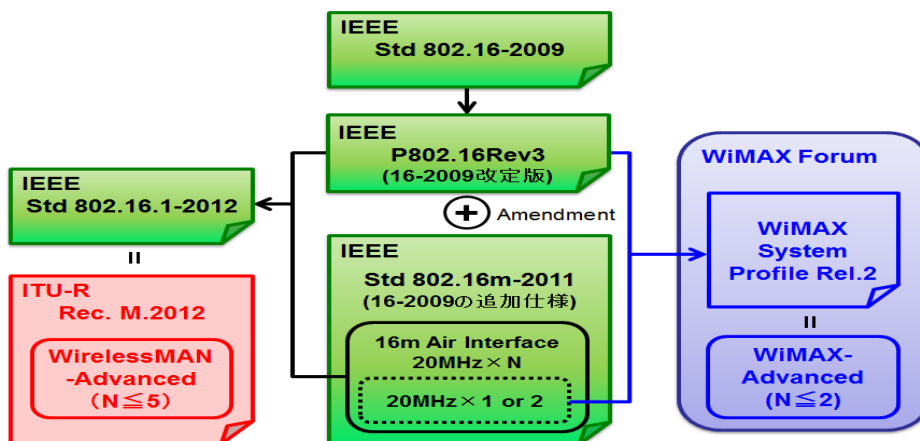 IEEE
Std 802.16-2009
IEEE
P802.16Rev3
(16-2009改定版)
+ Amendment
IEEE
Std 802.16.1-2012
=
ITU-R
Rec. M.2012
WirelessMAN
-Advanced
(N≦5)
IEEE
Std 802.16m-2011
(16-2009の追加仕様)
16m Air Interface
20MHz×N
20MHz×1 or 2
WiMAX Forum
WiMAX
System
Profile Rel.2
=
WiMAX-
Advanced
(N≦2)